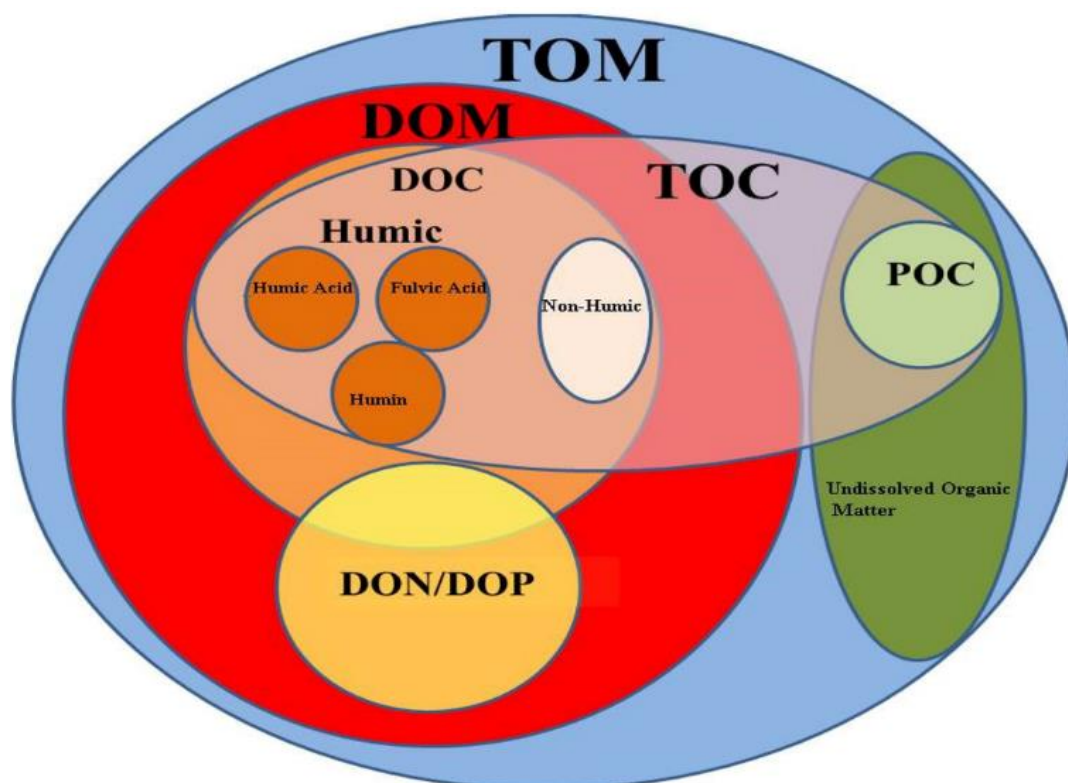 TOM
DOM
TOC
DOC
Humic
Humic Acid
Fulvic Acid
Non-Humic
POC
Humin
Undissolved Organic
Matter
DON/DOP